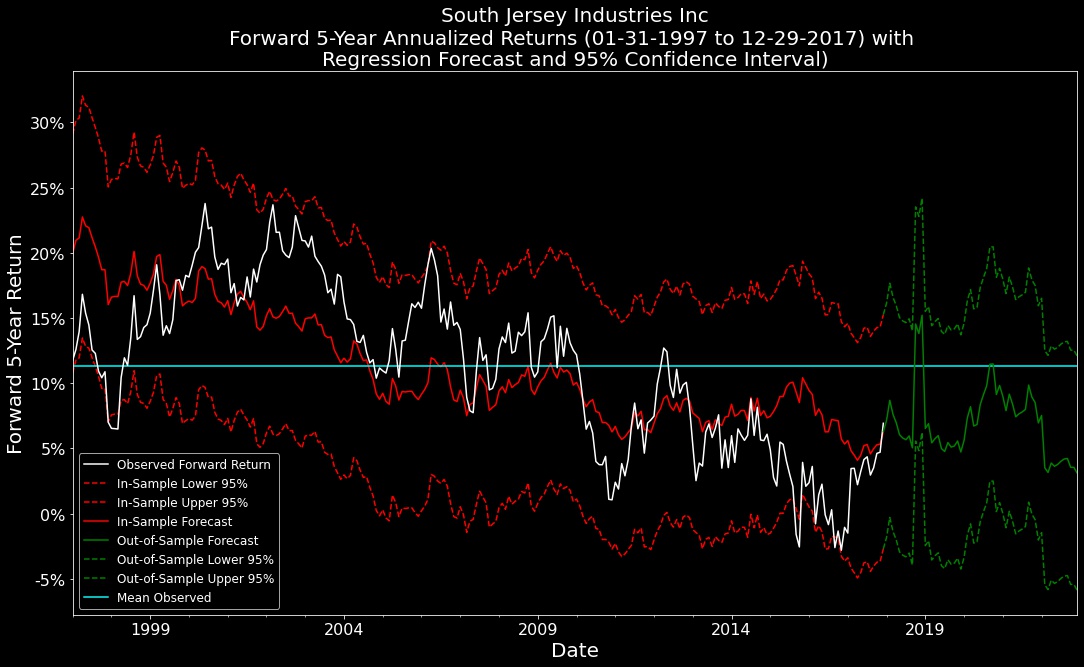 South Jersey Industries Inc
Forward 5-Year Annualized Returns (01-31-1997 to 12-29-2017) with
Regression Forecast and 95% Confidence Interval)
Forward 5-Year Return
30%
25%
20%
15%
10%
5%
0%
-5%
Observed Forward Return
In-Sample Lower 95%
In-Sample Upper 95%
In-Sample Forecast
Out-of-Sample Forecast
Out-of-Sample Lower 95%
Out-of-Sample Upper 95%
Mean Observed
1999
2004
2009
2014
2019
Date